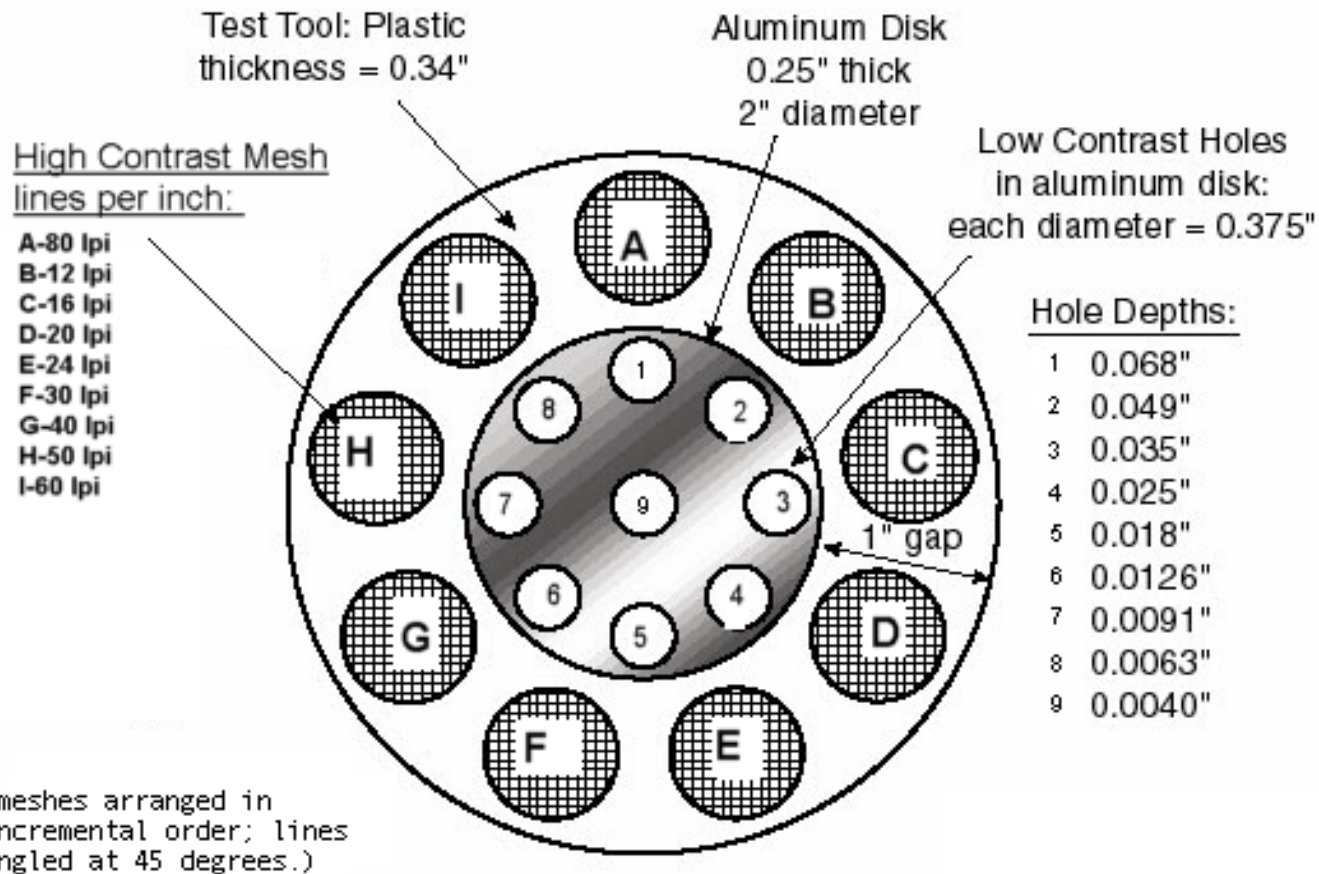 Test Tool: Plastic
thickness = 0.34"
Aluminum Disk
0.25" thick
2" diameter
Low Contrast Holes
in aluminum disk:
each diameter = 0.375"
High Contrast Mesh
lines per inch:
A-80 lpi
B-12 lpi
C-16 lpi
D-20 lpi
E-24 lpi
F-30 lpi
G-40 lpi
H-50 lpi
I-60 lpi
A
B
C
D
E
F
G
H
I
1
2
3
4
5
6
7
8
9
1" gap
Hole Depths:
1 0.068"
2 0.049"
3 0.035"
4 0.025"
5 0.018"
6 0.0126"
7 0.0091"
8 0.0063"
9 0.0040"
meshes arranged in
ncremental order; lines
ngled at 45 degrees.)